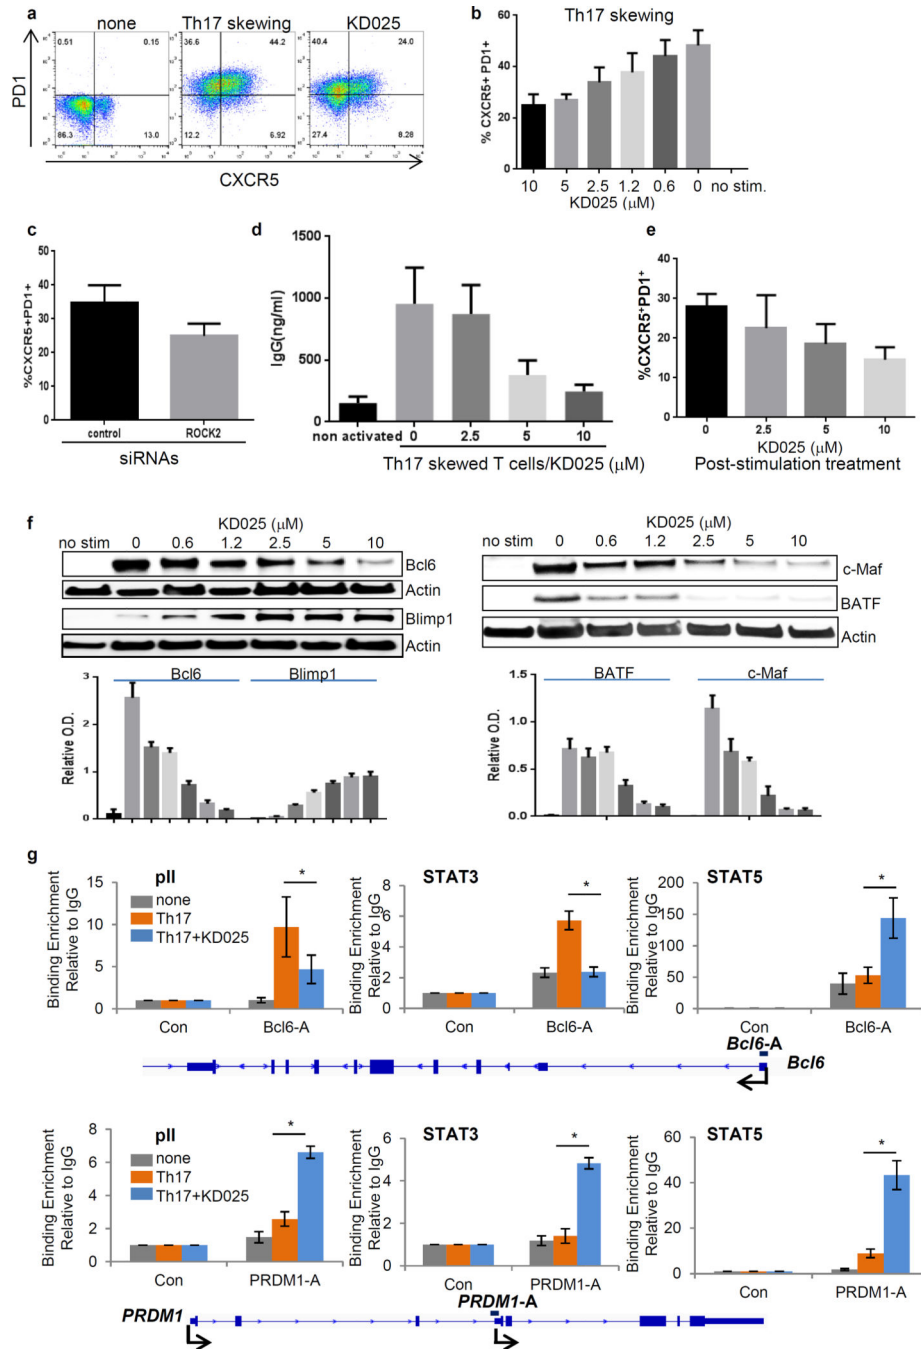 a
none Th17 skewing KD025
PD1
0.51 0.15 36.6 44.2 40.4 24.0
86.3 13.0 12.2 6.92 27.4 8.28
CXCR5
b
Th17 skewing
% CXCR5+ PD1+
60
40
20
0
10 5 2.5 1.2 0.6 0 no stim.
KD025 (μM)
c
%CXCR5+PD1+
50
40
30
20
10
0
control ROCK2
siRNAs
d
IgG(ng/ml)
1500
1000
500
0
non activated 0 2.5 5 10
Th17 skewed T cells/KD025 (μM)
e
%CXCR5+PD1+
40
30
20
10
0
0 2.5 5 10
KD025 (μM)
Post-stimulation treatment
f
KD025 (μM)
no stim 0 0.6 1.2 2.5 5 10
Bcl6
Actin
Blimp1
Actin
KD025 (μM)
no stim 0 0.6 1.2 2.5 5 10
c-Maf
BATF
Actin
Bcl6 Blimp1
Relative O.D.
3
2
1
0
BATF c-Maf
Relative O.D.
1.5
1.0
0.5
0.0
g
pII
none
Th17
Th17+KD025
Binding Enrichment
Relative to IgG
15
10
5
0
Con Bcl6-A
*
STAT3
Binding Enrichment
Relative to IgG
8
6
4
2
0
Con Bcl6-A
*
STAT5
Binding Enrichment
Relative to IgG
200
150
100
50
0
Con Bcl6-A
*
Bcl6-A
Bcl6
pII
none
Th17
Th17+KD025
Binding Enrichment
Relative to IgG
8
6
4
2
0
Con PRDM1-A
*
STAT3
Binding Enrichment
Relative to IgG
6
4
2
0
Con PRDM1-A
*
STAT5
Binding Enrichment
Relative to IgG
60
40
20
0
Con PRDM1-A
*
PRDM1
PRDM1-A